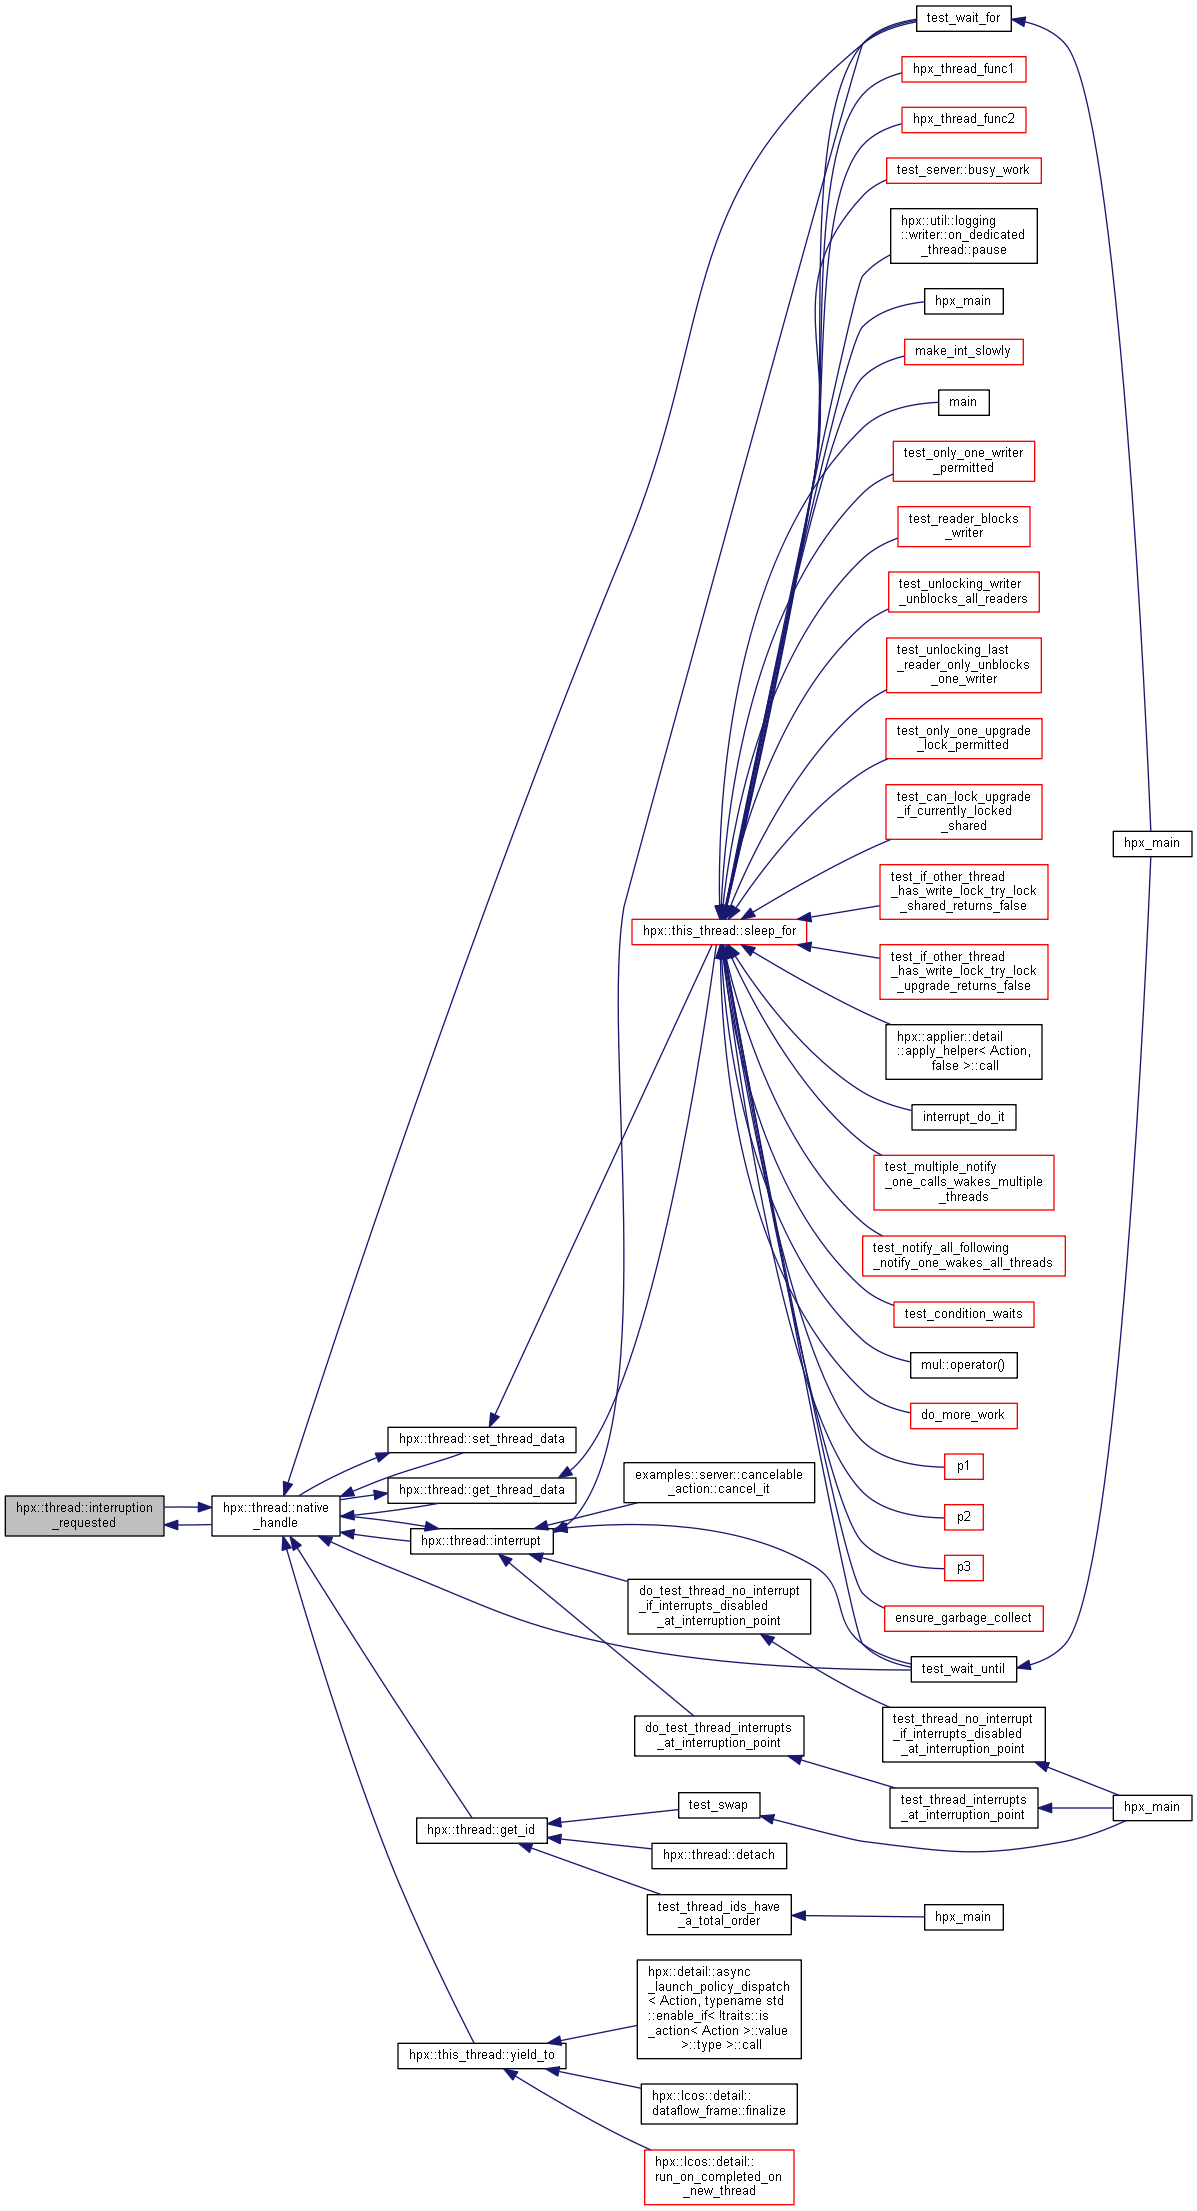 test_wait_for
hpx_thread_func1
hpx_thread_func2
test_server::busy_work
hpx::util::logging
::writer::on_dedicated
_thread::pause
hpx_main
make_int_slowly
main
test_only_one_writer
_permitted
test_reader_blocks
_writer
test_unlocking_writer
_unblocks_all_readers
test_unlocking_last
_reader_only_unblocks
_one_writer
test_only_one_upgrade
_lock_permitted
test_can_lock_upgrade
_if_currently_locked
_shared
hpx_main
test_if_other_thread
_has_write_lock_try_lock
_shared_returns_false
hpx::this_thread::sleep_for
test_if_other_thread
_has_write_lock_try_lock
_upgrade_returns_false
hpx::applier::detail
::apply_helper< Action,
false >::call
interrupt_do_it
test_multiple_notify
_one_calls_wakes_multiple
_threads
test_notify_all_following
_notify_one_wakes_all_threads
test_condition_waits
mul::operator()
do_more_work
hpx::thread::set_thread_data
p1
examples::server::cancelable
_action::cancel_it
hpx::thread::get_thread_data
hpx::thread::interruption
_requested
hpx::thread::native
_handle
p2
hpx::thread::interrupt
p3
do_test_thread_no_interrupt
_if_interrupts_disabled
_at_interruption_point
ensure_garbage_collect
test_wait_until
test_thread_no_interrupt
_if_interrupts_disabled
_at_interruption_point
do_test_thread_interrupts
_at_interruption_point
test_thread_interrupts
_at_interruption_point
hpx_main
test_swap
hpx::thread::get_id
hpx::thread::detach
test_thread_ids_have
_a_total_order
hpx_main
hpx::detail::async
_launch_policy_dispatch
< Action, typename std
::enable_if< !traits::is
_action< Action >::value
>::type >::call
hpx::this_thread::yield_to
hpx::lcos::detail::
dataflow_frame::finalize
hpx::lcos::detail::
run_on_completed_on
_new_thread